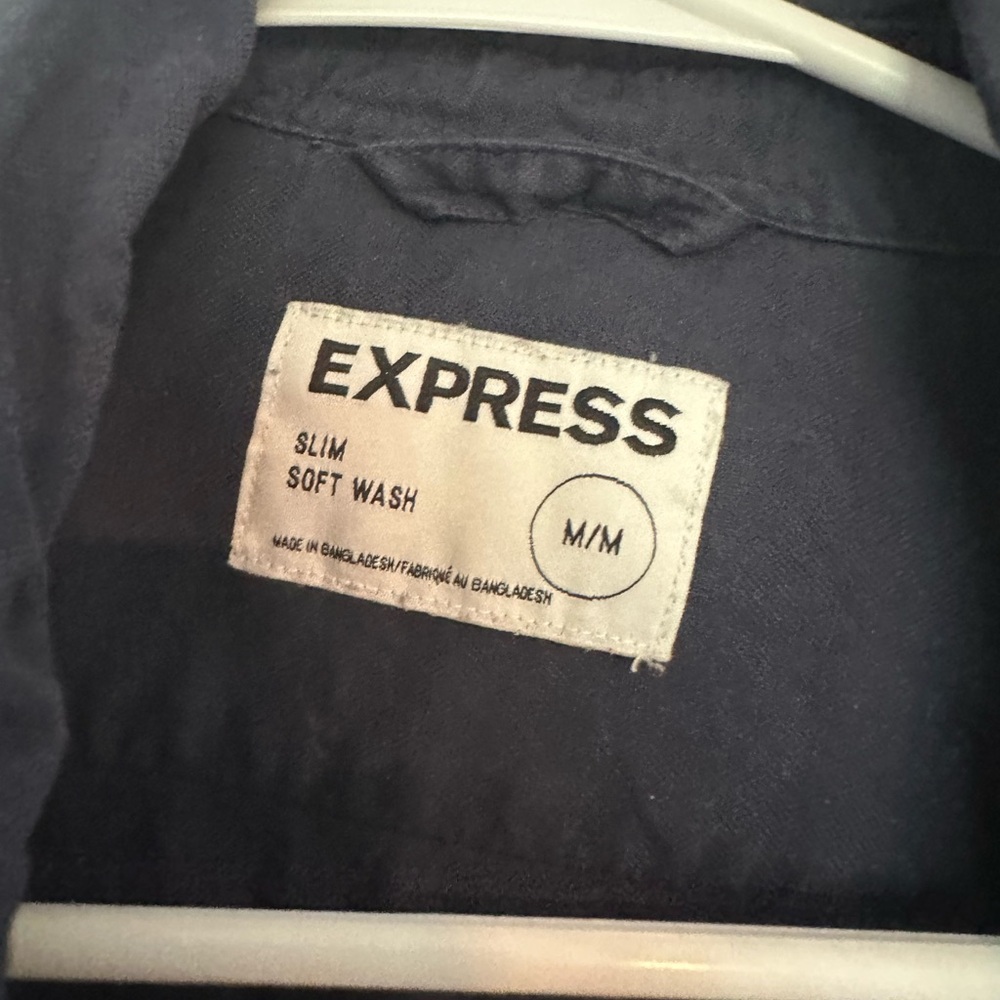 EXPRESS
SLIM
SOFT WASH
M/M
MADE IN BANGLADESH/FABRIQUÉ AU BANGLADESH